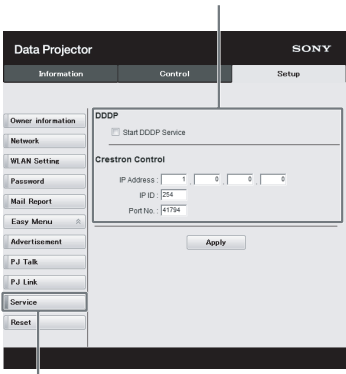 Data Projector SONY
Information Control Setup
Owner information
Network
WLAN Setting
Password
Mail Report
Easy Menu
Advertisement
PJ Talk
PJ Link
Service
Reset
DDDP
Start DDDP Service
Crestron Control
IP Address : 1 . 0 . 0 . 0
IP ID : 254
Port No. : 41794
Apply